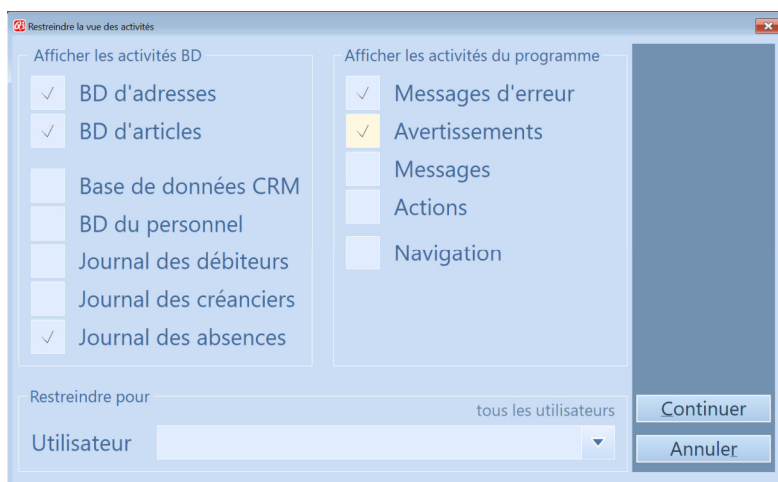 Restreindre la vue des activités
Afficher les activités BD
BD d'adresses
BD d'articles
Base de données CRM
BD du personnel
Journal des débiteurs
Journal des créanciers
Journal des absences
Afficher les activités du programme
Messages d'erreur
Avertissements
Messages
Actions
Navigation
Restreindre pour
tous les utilisateurs
Utilisateur
Continuer
Annuler